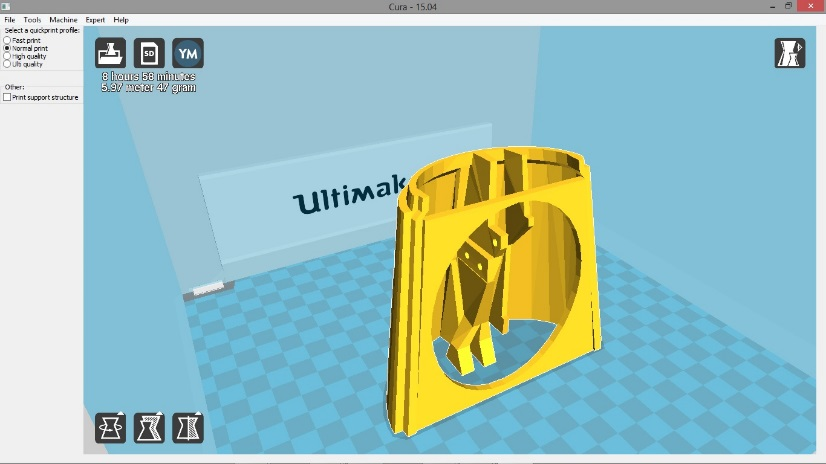 Cura - 15.04
File Tools Machine Expert Help
Select a quickprint profile:
Fast print
Normal print
High quality
Ulti quality
Other:
Print support structure
SD
YM
8 hours 58 minutes
5.97 meter 47 gram
Ultimak